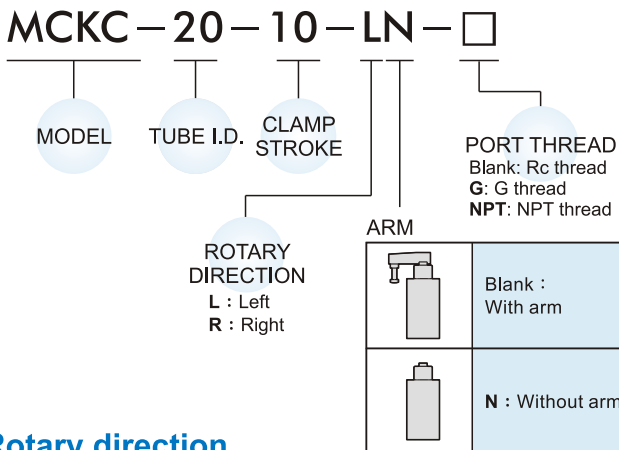 MCKC－20－10－LN－□
MODEL
TUBE I.D.
CLAMP
STROKE
PORT THREAD
Blank: Rc thread
G: G thread
NPT: NPT thread
ROTARY
DIRECTION
L：Left
R：Right
ARM
Blank：
With arm
N：Without arm
Rotary direction